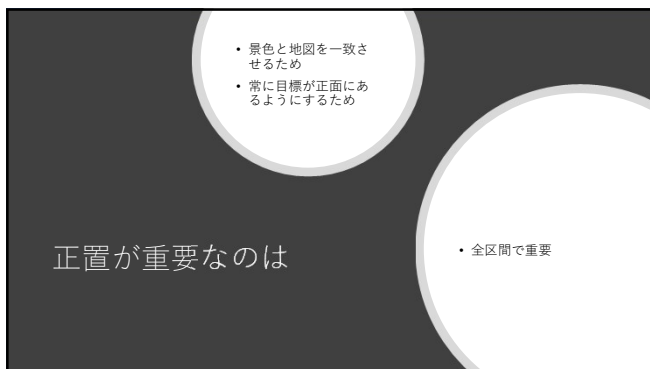 • 景色と地図を一致さ
せるため
• 常に目標が正面にあ
るようにするため
正置が重要なのは
• 全区間で重要